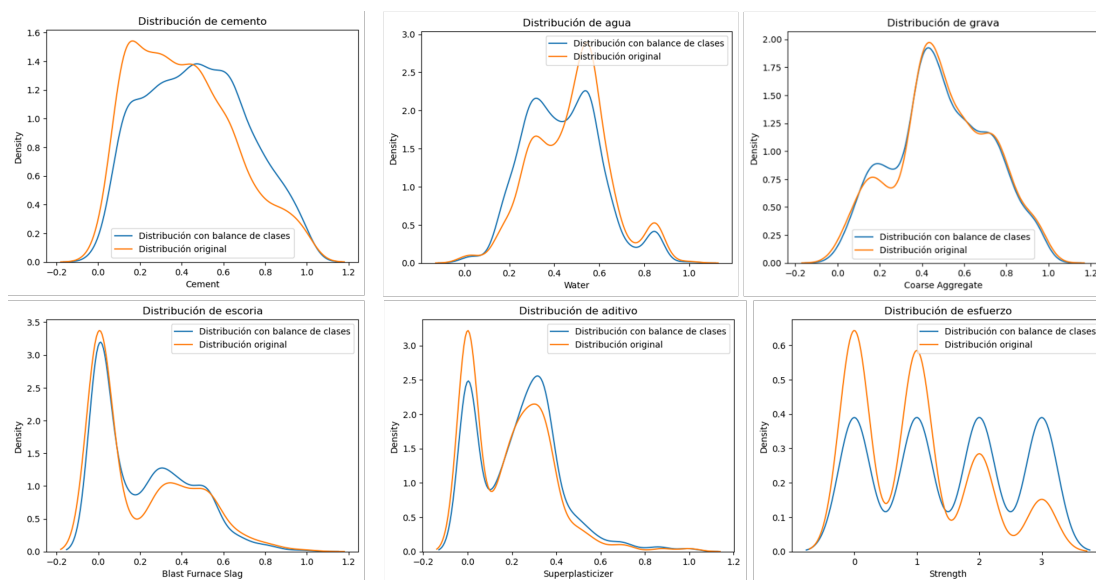 Distribución de cemento
1.6
1.4
1.2
1.0
0.8
0.6
0.4
0.2
0.0
Density
Distribución con balance de clases
Distribución original
−0.2 0.0 0.2 0.4 0.6 0.8 1.0 1.2
Cement
Distribución de agua
3.0
2.5
2.0
1.5
1.0
0.5
0.0
Density
Distribución con balance de clases
Distribución original
0.0 0.2 0.4 0.6 0.8 1.0
Water
Distribución de grava
2.00
1.75
1.50
1.25
1.00
0.75
0.50
0.25
0.00
Density
Distribución con balance de clases
Distribución original
−0.2 0.0 0.2 0.4 0.6 0.8 1.0 1.2
Coarse Aggregate
Distribución de escoria
3.5
3.0
2.5
2.0
1.5
1.0
0.5
0.0
Density
Distribución con balance de clases
Distribución original
−0.2 0.0 0.2 0.4 0.6 0.8 1.0 1.2
Blast Furnace Slag
Distribución de aditivo
3.5
3.0
2.5
2.0
1.5
1.0
0.5
0.0
Density
Distribución con balance de clases
Distribución original
−0.2 0.0 0.2 0.4 0.6 0.8 1.0 1.2
Superplasticizer
Distribución de esfuerzo
0.6
0.5
0.4
0.3
0.2
0.1
0.0
Density
Distribución con balance de clases
Distribución original
0 1 2 3
Strength